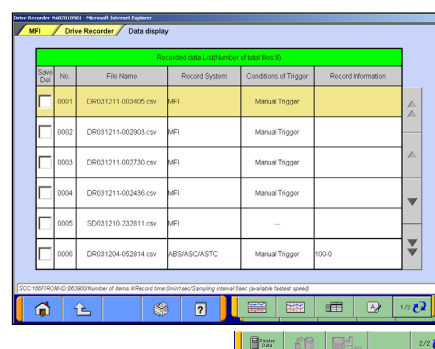 Drive Recorder-N402010901 - Microsoft Internet Explorer
MFI Drive Recorder Data display
Recorded data List(Number of total files:8)
Save Del No. File Name Record System Conditions of Trigger Record Information
0001 DR031211-003405.csv MFI Manual Trigger
0002 DR031211-002903.csv MFI Manual Trigger
0003 DR031211-002730.csv MFI Manual Trigger
0004 DR031211-002436.csv MFI Manual Trigger
0005 SD031210-232811.csv MFI ---
0006 DR031204-052814.csv ABS/ASC/ASTC Manual Trigger 100-0
SCC:166F/ROM-ID:B63900/Number of items:4/Record time:0min1sec/Sampling interval:0sec (available fastest speed)
? 1/2
Display Data 2/2